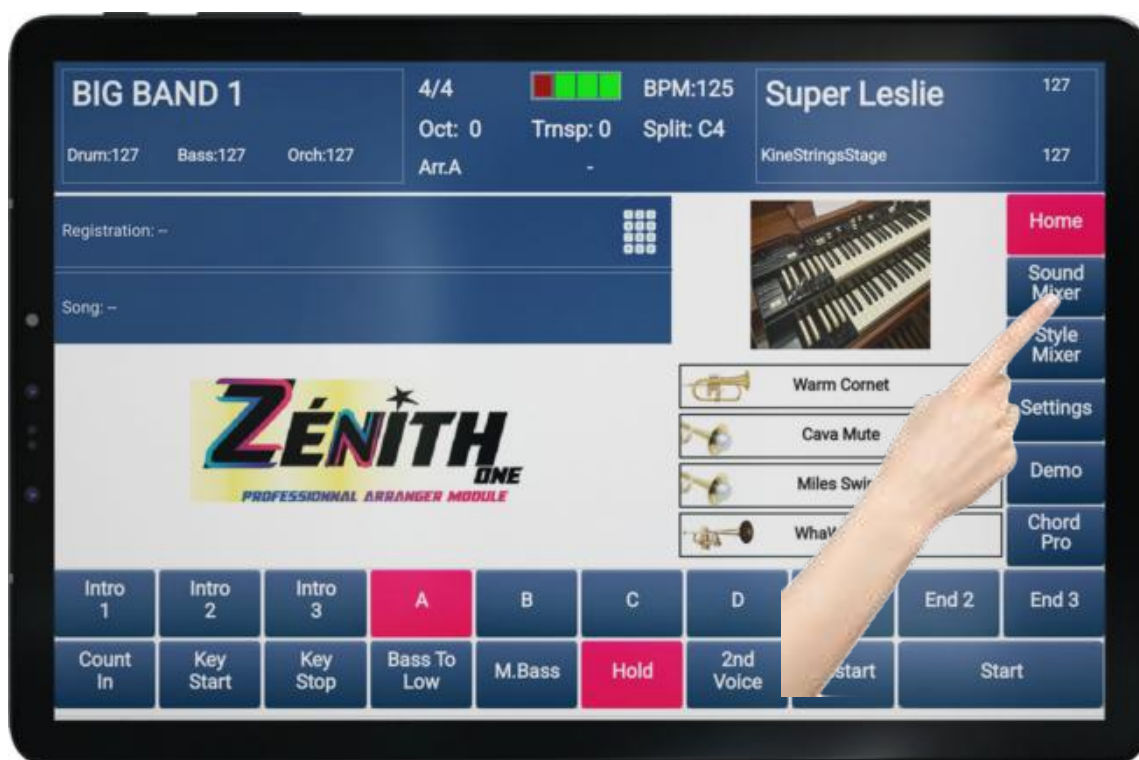 BIG BAND 1
Drum:127 Bass:127 Orch:127
4/4 BPM:125
Oct: 0 Trnsp: 0 Split: C4
Arr.A -
Super Leslie 127
KineStringsStage 127
Registration: --
Song: --
Home
Sound
Mixer
Style
Mixer
Settings
Demo
Chord
Pro
ZÉNITH
ONE
PROFESSIONNAL ARRANGER MODULE
Warm Cornet
Cava Mute
Miles
Intro
1
Intro
2
Intro
3
A
B
C
D
End 2
End 3
Count
In
Key
Start
Key
Stop
Bass To
Low
M.Bass
Hold
2nd
Voice
Start